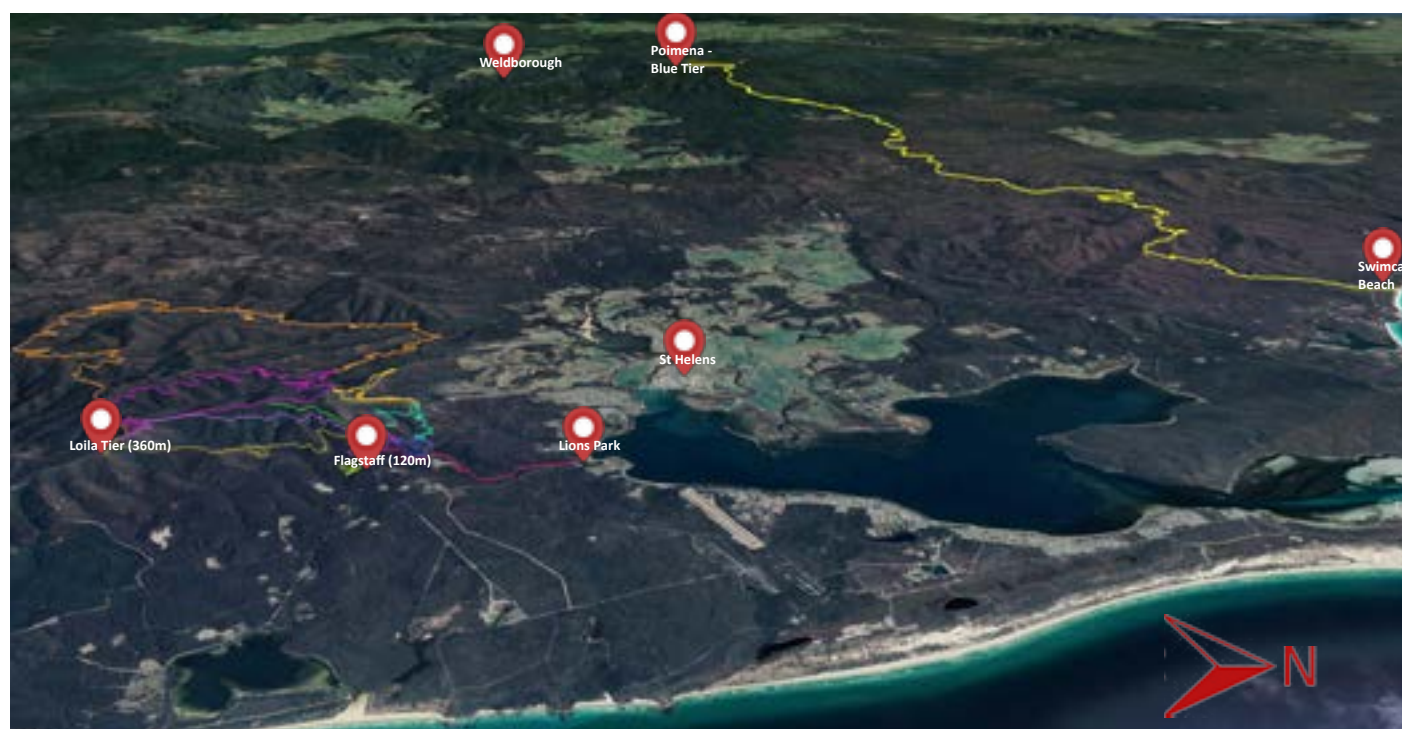 Weldborough
Poimena -
Blue Tier
Swimca
Beach
St Helens
Loila Tier (360m)
Flagstaff (120m)
Lions Park
N